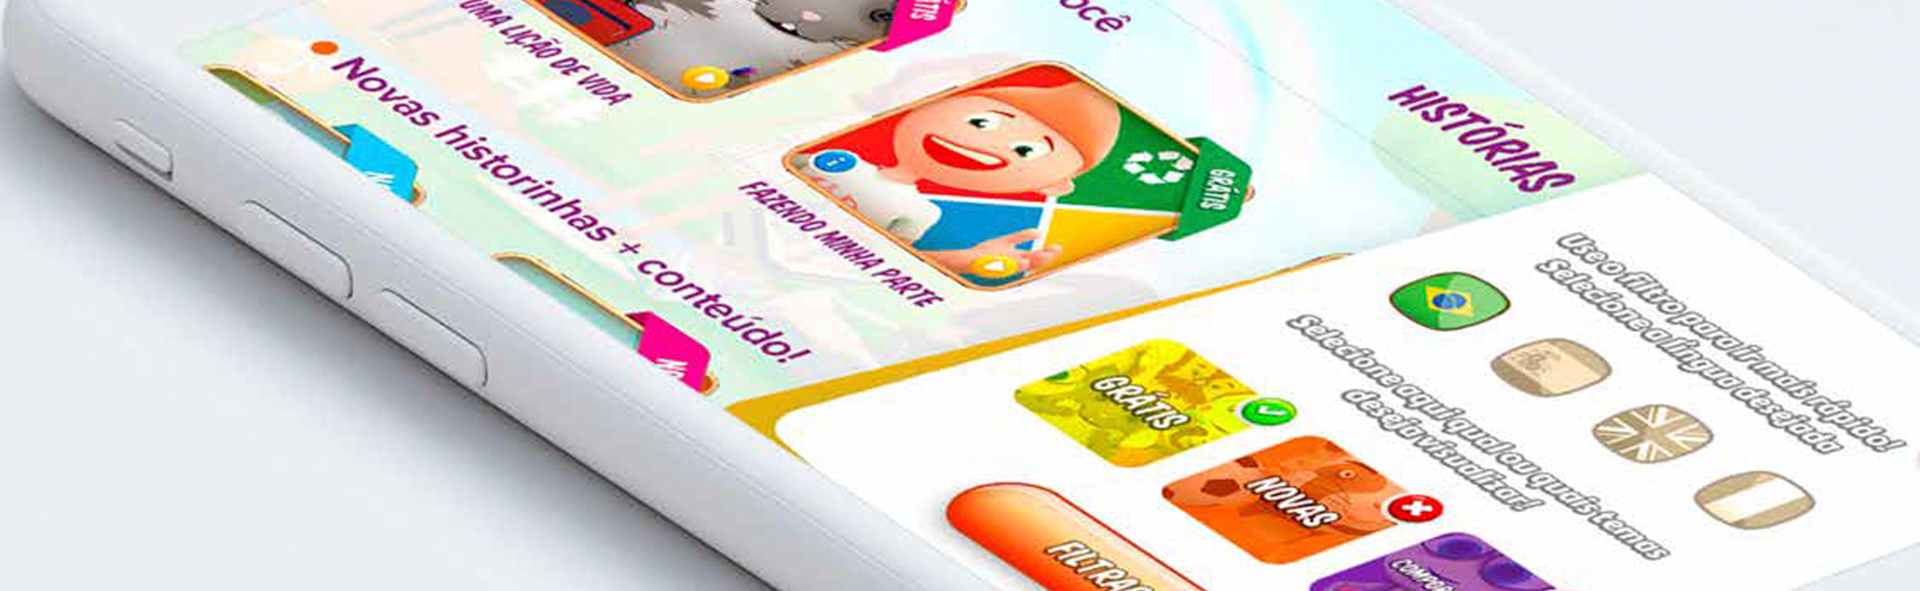 HISTÓRIAS
GRÁTIS
UMA LIÇÃO DE VIDA
GRÁTIS
FAZENDO MINHA PARTE
Novas historinhas + conteúdo!
Use o filtro para ir mais rápido!
Selecione a língua desejada
Selecione aqui qual ou quais temas
deseja visualizar!
GRÁTIS
NOVAS